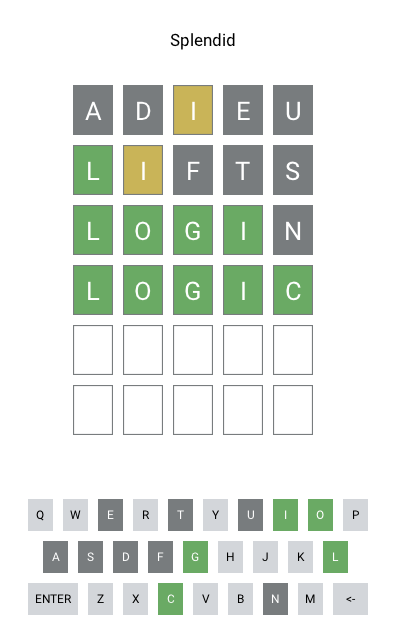 Splendid
A D I E U
L I F T S
L O G I N
L O G I C
Q W E R T Y U I O P
A S D F G H J K L
ENTER Z X C V B N M <-